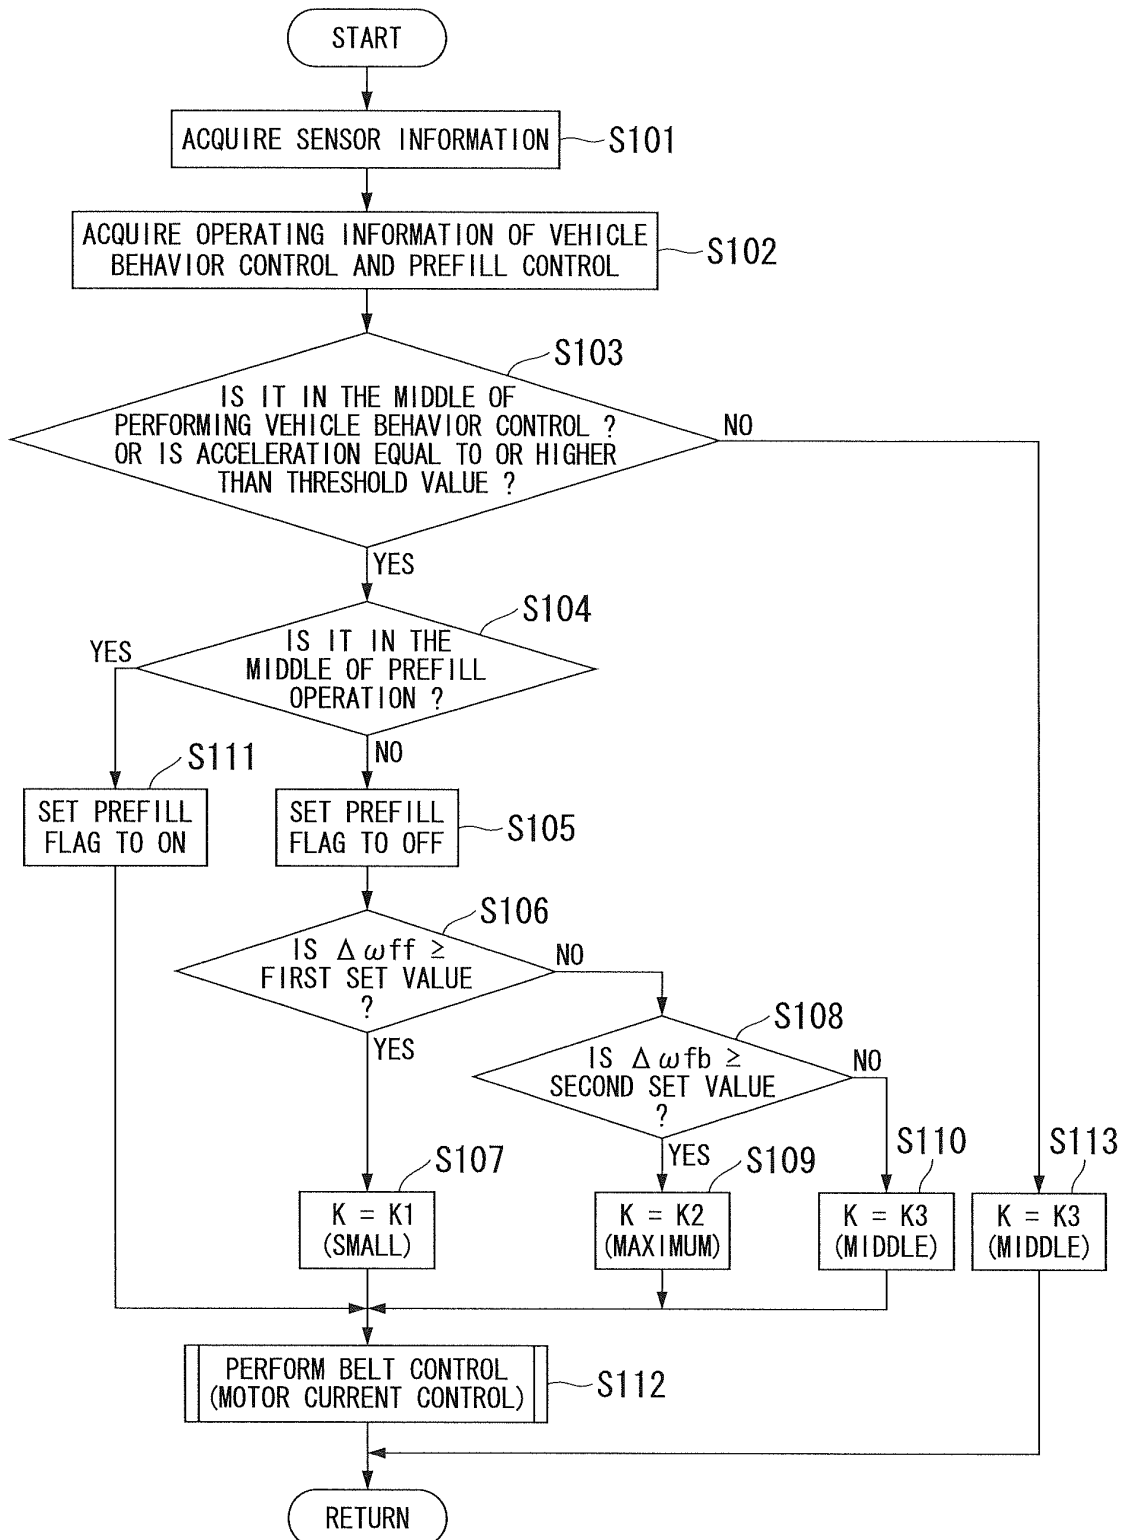 START
ACQUIRE SENSOR INFORMATION
S101
ACQUIRE OPERATING INFORMATION OF VEHICLE
BEHAVIOR CONTROL AND PREFILL CONTROL
S102
S103
IS IT IN THE MIDDLE OF
PERFORMING VEHICLE BEHAVIOR CONTROL ?
OR IS ACCELERATION EQUAL TO OR HIGHER
THAN THRESHOLD VALUE ?
NO
YES
S104
IS IT IN THE
MIDDLE OF PREFILL
OPERATION ?
YES
NO
S111
SET PREFILL
FLAG TO ON
SET PREFILL
FLAG TO OFF
S105
S106
IS Δωff ≥
FIRST SET VALUE
?
NO
YES
S108
IS Δωfb ≥
SECOND SET VALUE
?
NO
YES
S107
K = K1
(SMALL)
S109
K = K2
(MAXIMUM)
S110
K = K3
(MIDDLE)
S113
K = K3
(MIDDLE)
PERFORM BELT CONTROL
(MOTOR CURRENT CONTROL)
S112
RETURN